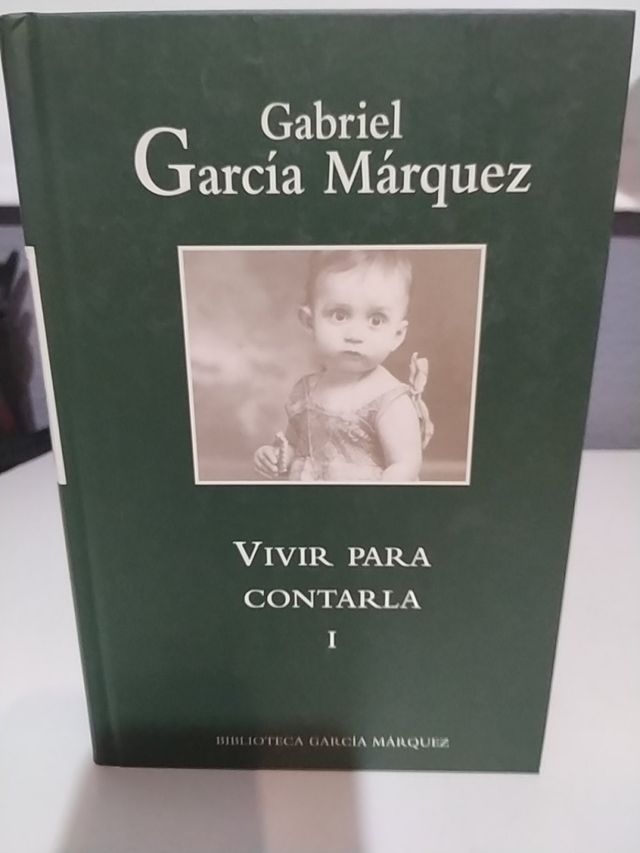 Gabriel
García Márquez
VIVIR PARA
CONTARLA
I
BIBLIOTECA GARCÍA MÁRQUEZ